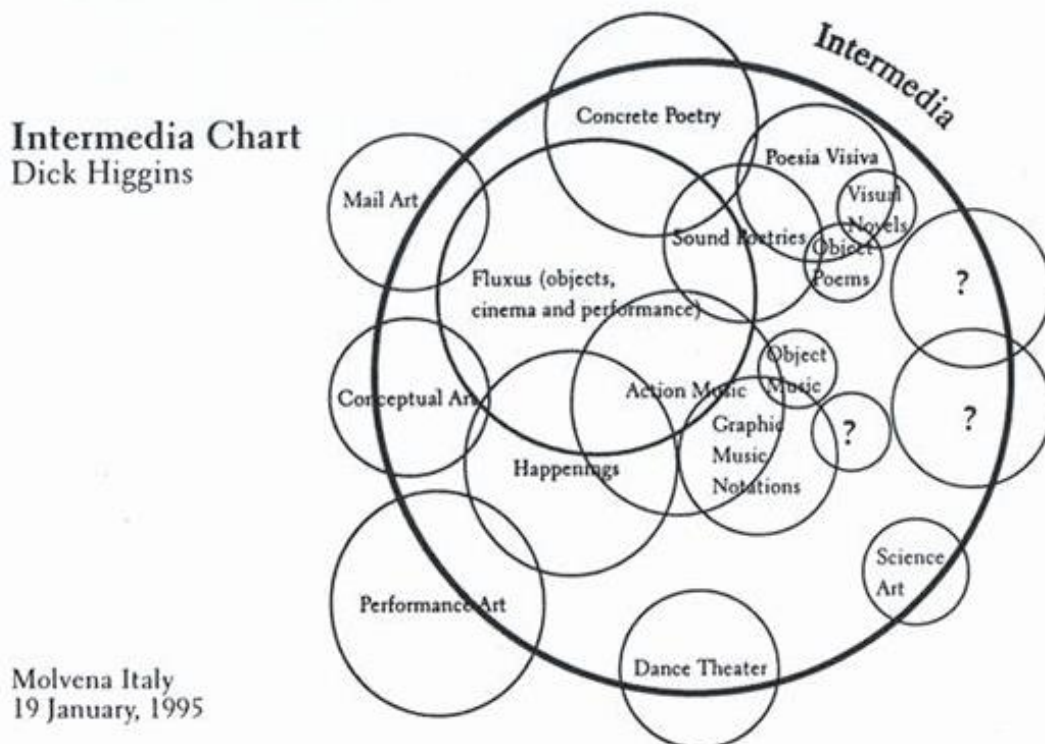 Intermedia Chart
Dick Higgins
Intermedia
Concrete Poetry
Mail Art
Poesia Visiva
Visual
Novels
Sound Poetries
Object
Poems
Fluxus (objects,
cinema and performance)
?
Conceptual Art
Action Music
Object
Music
?
Graphic
Music
Notations
?
Happenings
Science
Art
Performance Art
Dance Theater
Molvena Italy
19 January, 1995